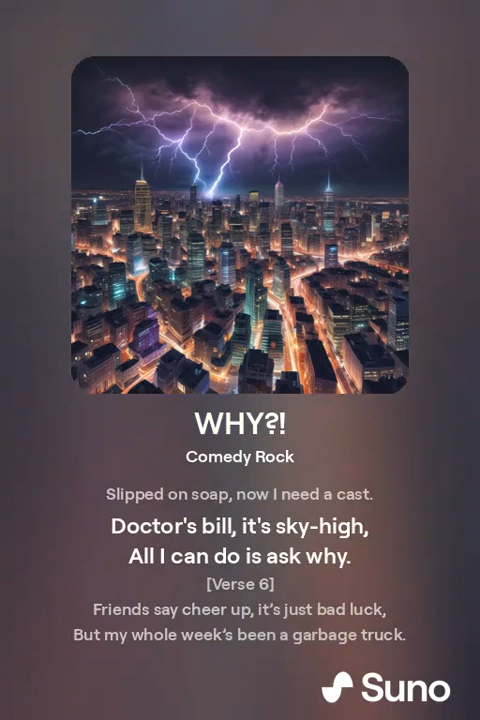 WHY?!
Comedy Rock
Slipped on soap, now I need a cast.
Doctor's bill, it's sky-high,
All I can do is ask why.
[Verse 6]
Friends say cheer up, it’s just bad luck,
But my whole week’s been a garbage truck.
Suno